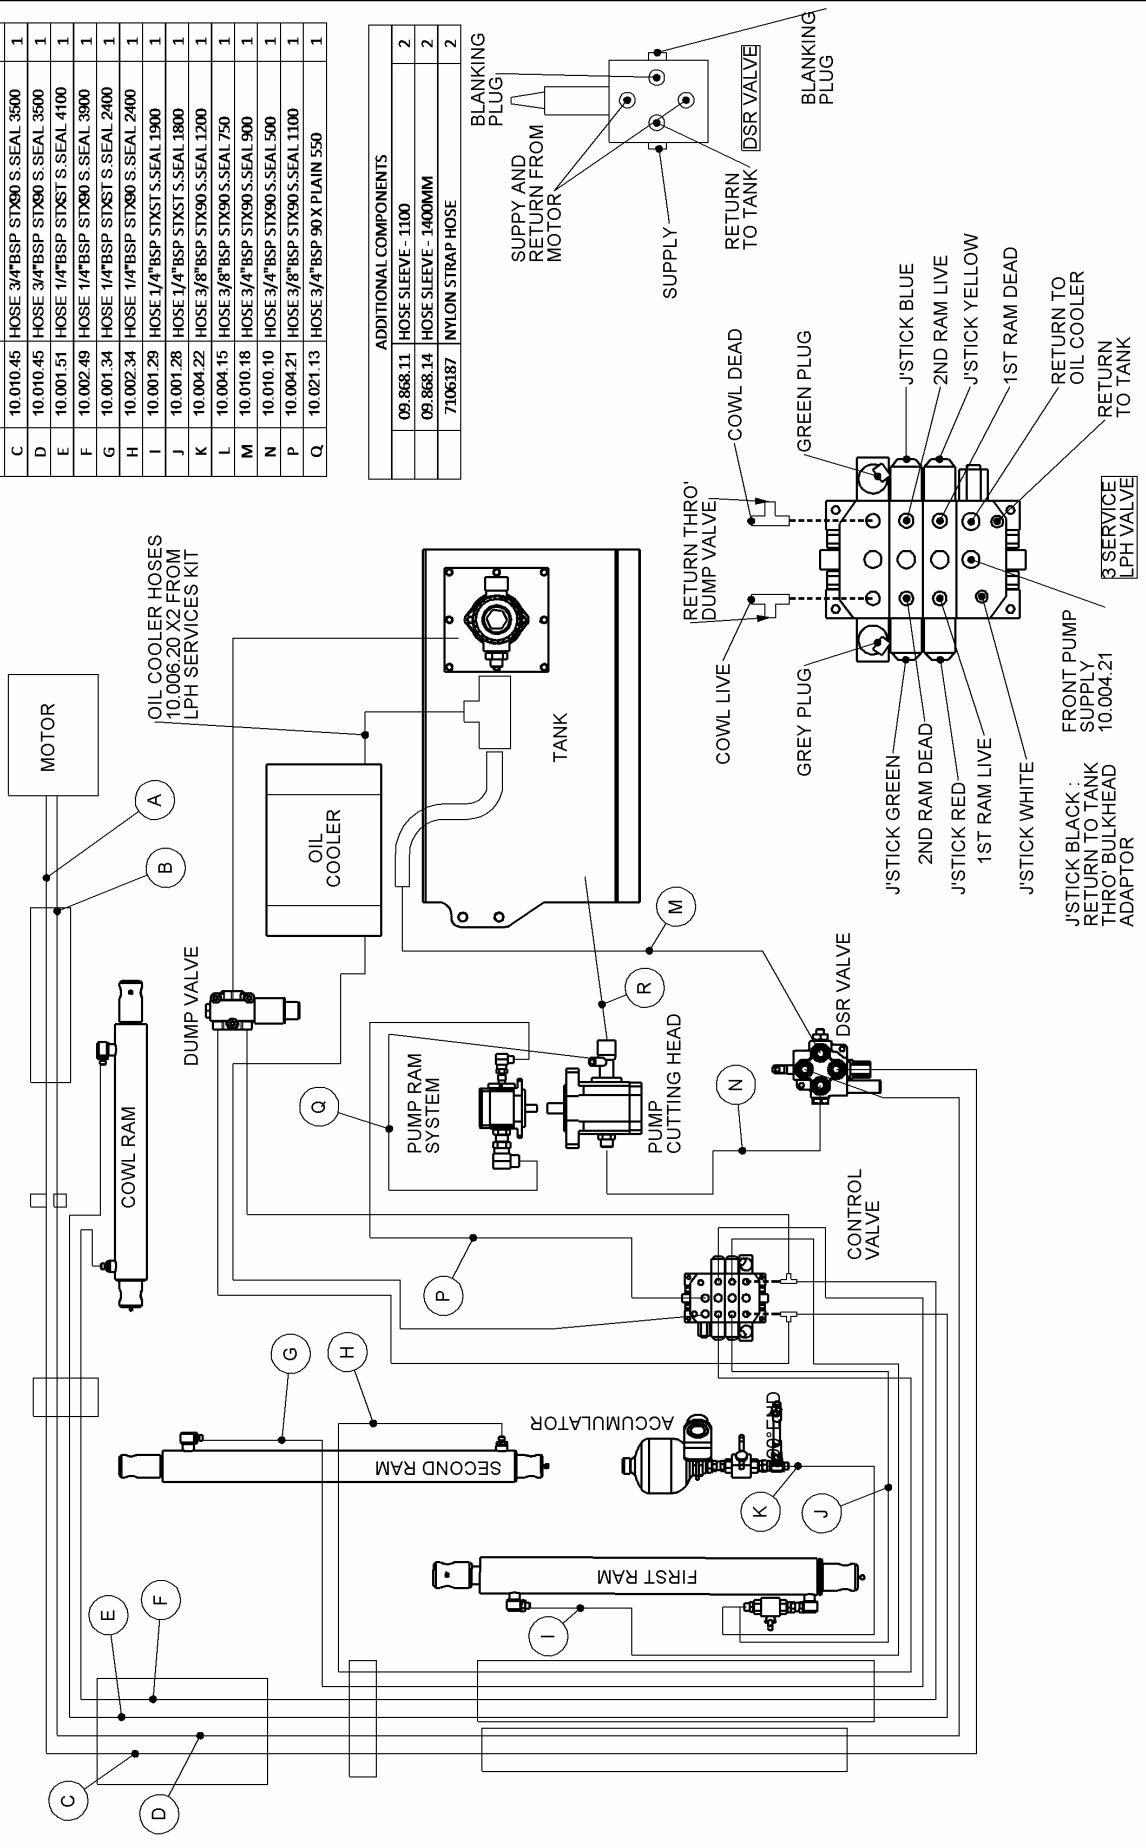 C 10.010.45 HOSE 3/4"BSP STX90 S.SEAL 3500 1
D 10.010.45 HOSE 3/4"BSP STX90 S.SEAL 3500 1
E 10.001.51 HOSE 1/4"BSP STXST S.SEAL 4100 1
F 10.002.49 HOSE 1/4"BSP STX90 S.SEAL 3900 1
G 10.001.34 HOSE 1/4"BSP STXST S.SEAL 2400 1
H 10.002.34 HOSE 1/4"BSP STX90 S.SEAL 2400 1
I 10.001.29 HOSE 1/4"BSP STXST S.SEAL 1900 1
J 10.001.28 HOSE 1/4"BSP STXST S.SEAL 1800 1
K 10.004.22 HOSE 3/8"BSP STX90 S.SEAL 1200 1
L 10.004.15 HOSE 3/8"BSP STX90 S.SEAL 750 1
M 10.010.18 HOSE 3/4"BSP STX90 S.SEAL 900 1
N 10.010.10 HOSE 3/4"BSP STX90 S.SEAL 500 1
P 10.004.21 HOSE 3/8"BSP STX90 S.SEAL 1100 1
Q 10.021.13 HOSE 3/4"BSP 90 X PLAIN 550 1
ADDITIONAL COMPONENTS
09.868.11 HOSE SLEEVE - 1100 2
09.868.14 HOSE SLEEVE - 1400MM 2
7106187 NYLON STRAP HOSE 2
BLANKING
PLUG
SUPPY AND
RETURN FROM
MOTOR
SUPPLY
RETURN
TO TANK
DSR VALVE
BLANKING
PLUG
MOTOR
A
B
OIL COOLER HOSES
10.006.20 X2 FROM
LPH SERVICES KIT
OIL
COOLER
TANK
DUMP VALVE
COWL RAM
Q
PUMP RAM
SYSTEM
PUMP
CUTTING HEAD
R
M
N
DSR VALVE
P
CONTROL
VALVE
G
H
SECOND RAM
ACCUMULATOR
90°END
K
J
FIRST RAM
I
E
F
C
D
COWL DEAD
RETURN THRO'
DUMP VALVE
COWL LIVE
GREEN PLUG
GREY PLUG
J'STICK BLUE
2ND RAM LIVE
J'STICK YELLOW
1ST RAM DEAD
RETURN TO
OIL COOLER
RETURN
TO TANK
J'STICK GREEN
2ND RAM DEAD
J'STICK RED
1ST RAM LIVE
J'STICK WHITE
FRONT PUMP
SUPPLY
10.004.21
3 SERVICE
LPH VALVE
J'STICK BLACK :
RETURN TO TANK
THRO' BULKHEAD
ADAPTOR